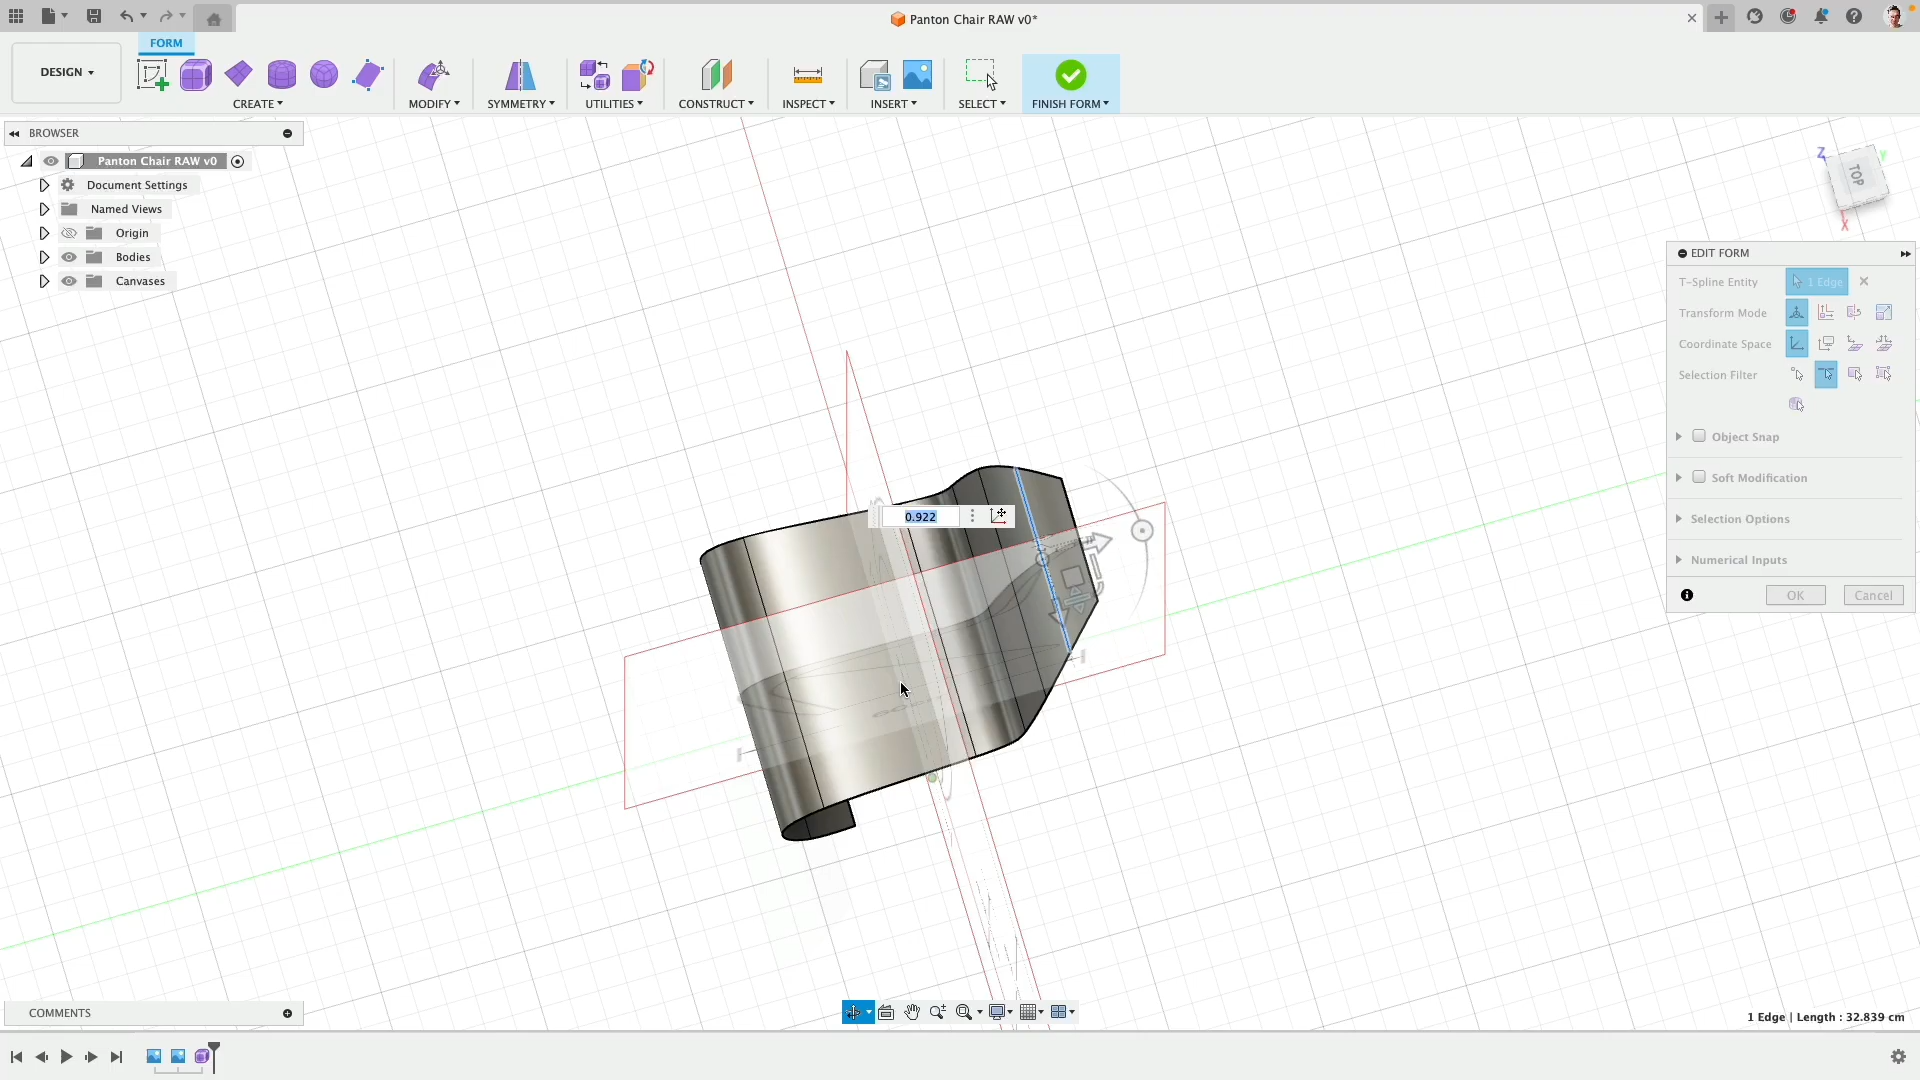 Panton Chair RAW v0*
FORM
DESIGN
CREATE
MODIFY
SYMMETRY
UTILITIES
CONSTRUCT
INSPECT
INSERT
SELECT
FINISH FORM
BROWSER
Panton Chair RAW v0
Document Settings
Named Views
Origin
Bodies
Canvases
Z
Y
TOP
X
EDIT FORM
T-Spline Entity
1 Edge
Transform Mode
Coordinate Space
Selection Filter
Object Snap
Soft Modification
Selection Options
Numerical Inputs
OK
Cancel
0.922
COMMENTS
1 Edge | Length : 32.839 cm